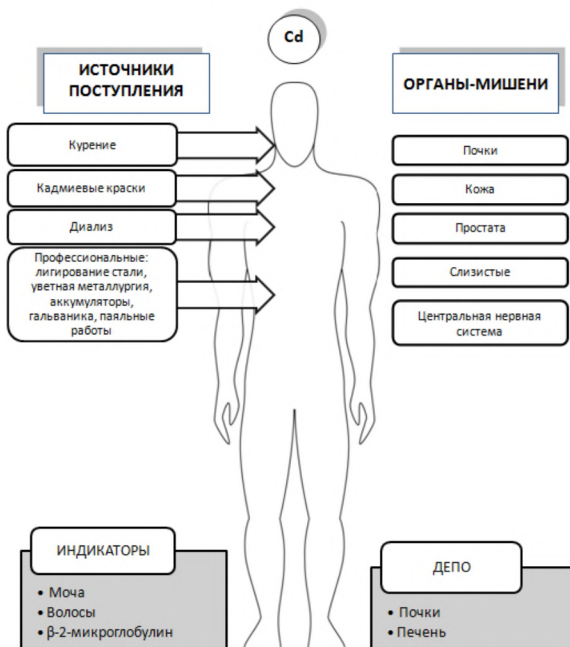 Cd
ИСТОЧНИКИ
ПОСТУПЛЕНИЯ
Курение
Кадмиевые краски
Диализ
Профессиональные:
лигирование стали,
уветная металлургия,
аккумуляторы,
гальваника, паяльные
работы
ОРГАНЫ-МИШЕНИ
Почки
Кожа
Простата
Слизистые
Центральная нервная
система
ИНДИКАТОРЫ
• Моча
• Волосы
• β-2-микроглобулин
ДЕПО
• Почки
• Печень